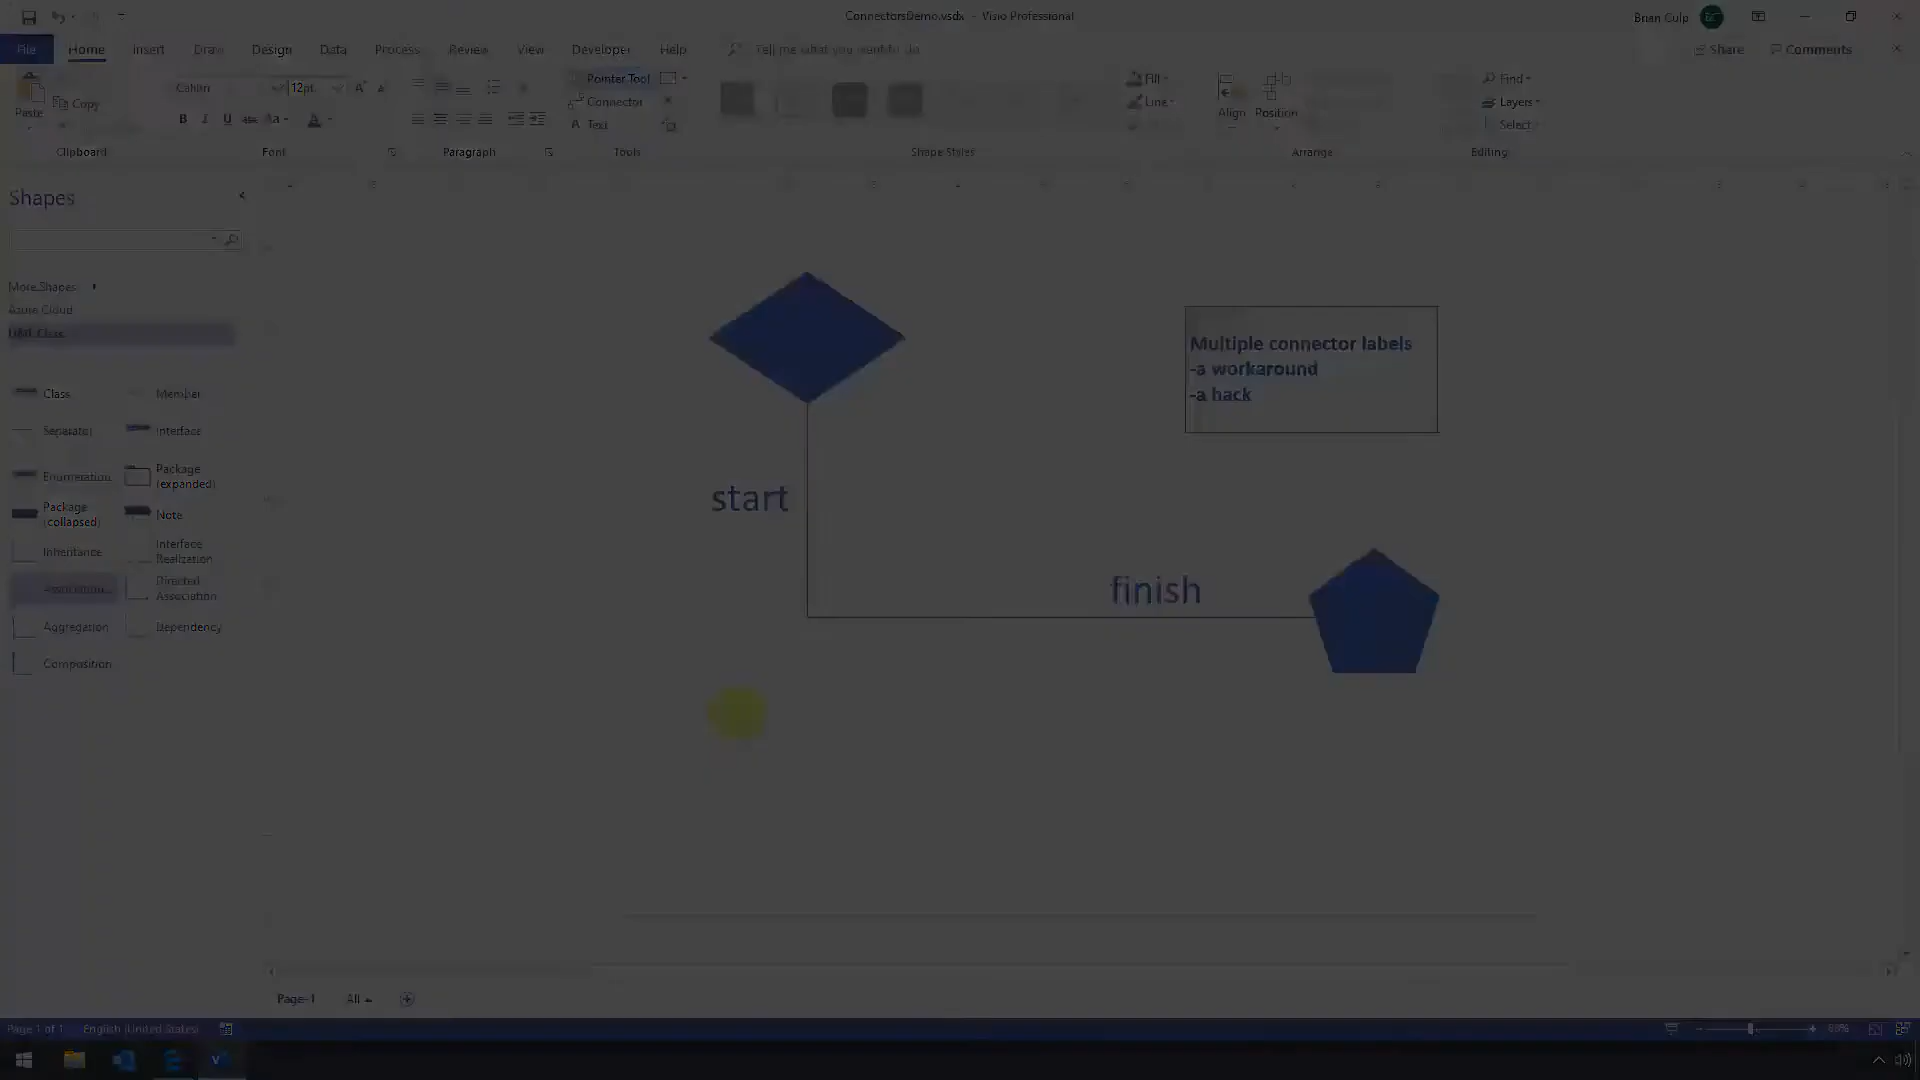 ConnectorsDemo.vsdx - Visio Professional
Brian Culp
File
Home
Insert
Draw
Design
Data
Process
Review
View
Developer
Help
Tell me what you want to do
Share
Comments
Paste
Copy
Calibri
12pt.
B I U abc Aa A
Pointer Tool
Connector
A Text
Fill
Line
Align
Position
Find
Layers
Select
Clipboard
Font
Paragraph
Tools
Shape Styles
Arrange
Editing
Shapes
More Shapes
Azure Cloud
UML Class
Class
Member
Separator
Interface
Enumeration
Package
(expanded)
Package
(collapsed)
Note
Inheritance
Interface
Realization
Association
Directed
Association
Aggregation
Dependency
Composition
Multiple connector labels
-a workaround
-a hack
start
finish
Page-1
All
Page 1 of 1
English (United States)